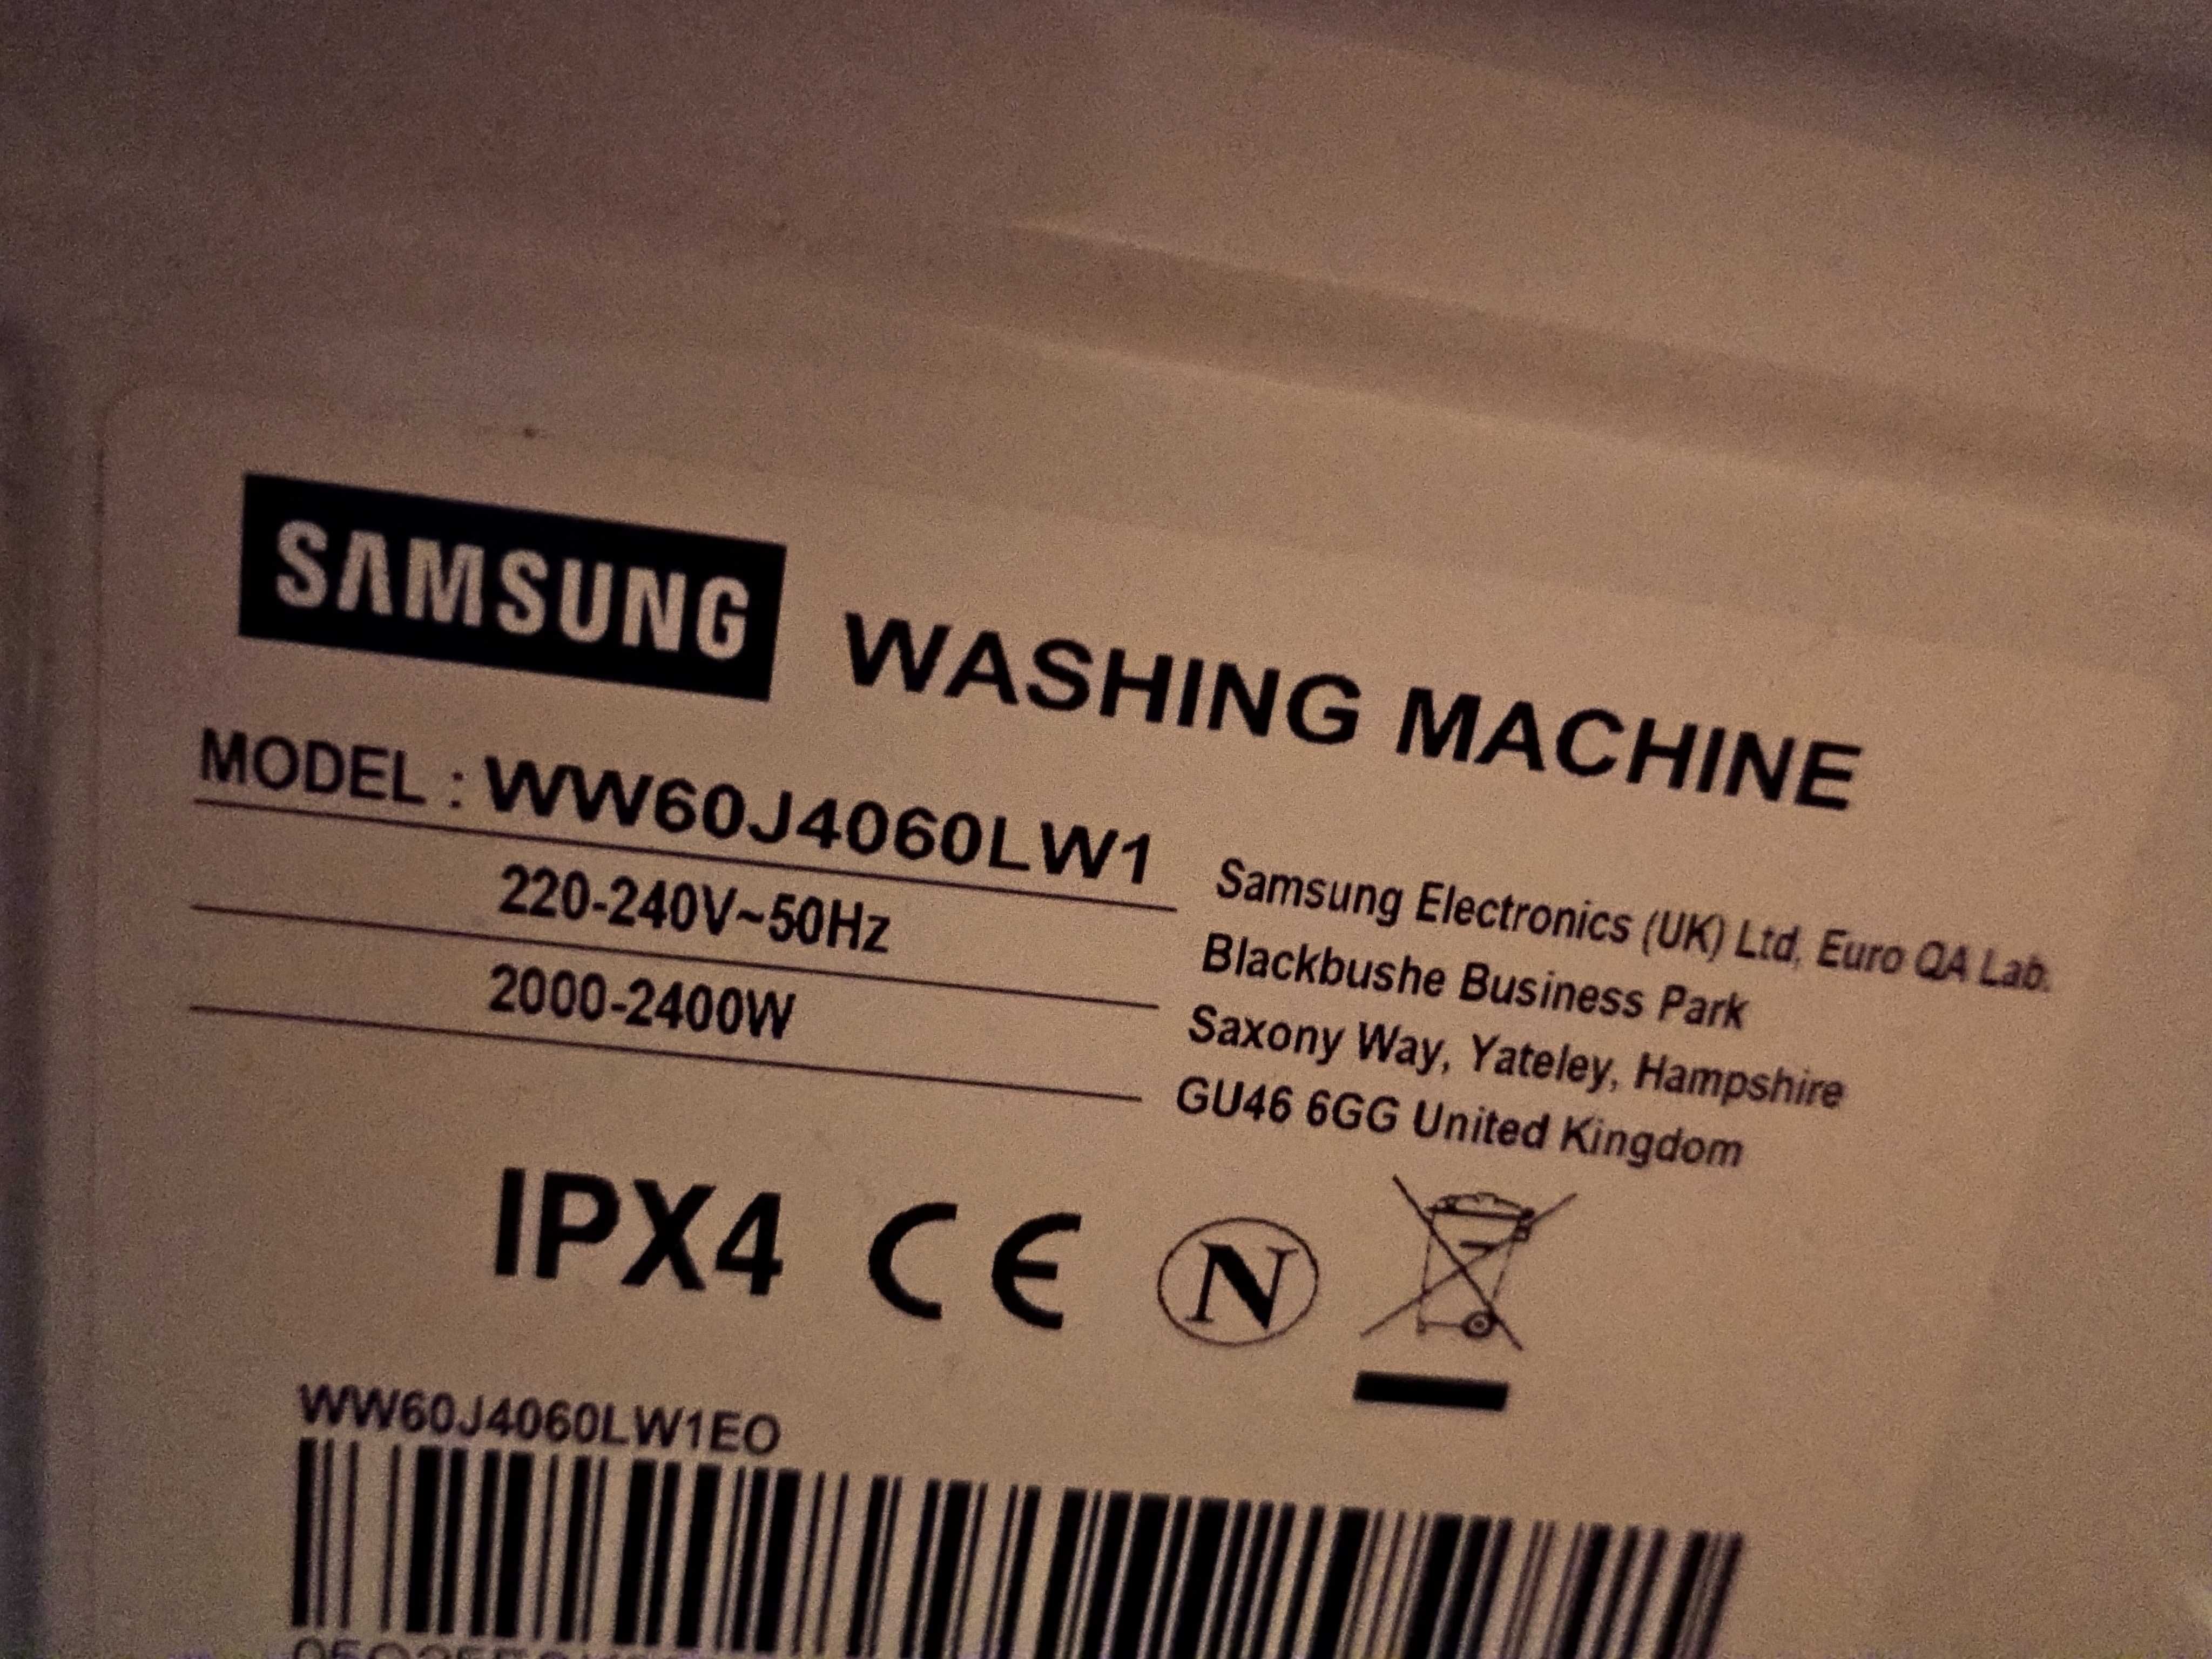 SAMSUNG WASHING MACHINE
MODEL : WW60J4060LW1
220-240V~50Hz
2000-2400W
Samsung Electronics (UK) Ltd, Euro QA Lab.
Blackbushe Business Park
Saxony Way, Yateley, Hampshire
GU46 6GG United Kingdom
IPX4 CE N
WW60J4060LW1EO